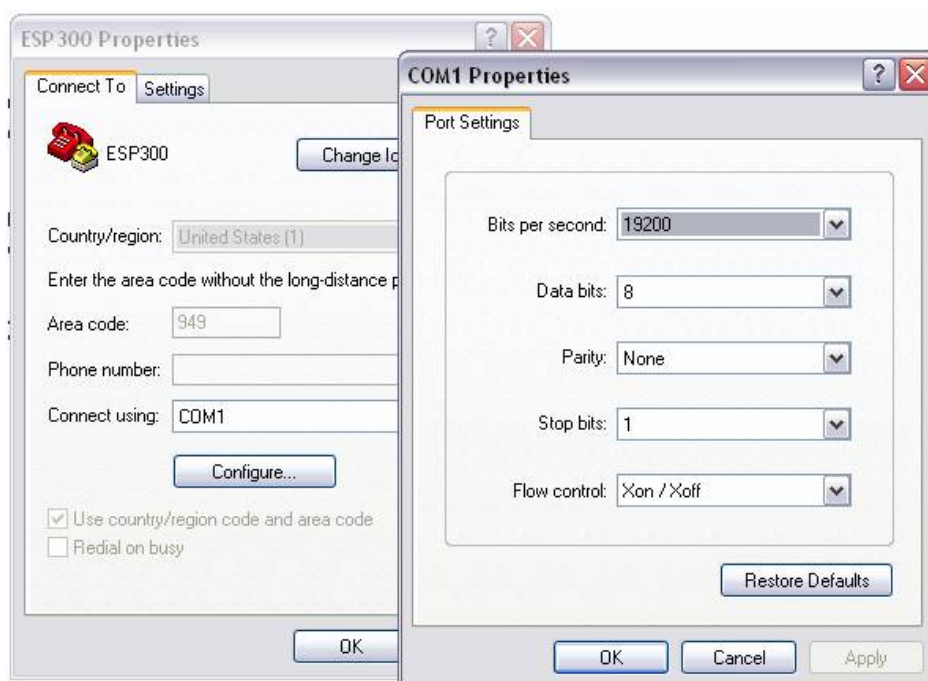 ESP300 Properties
Connect To
Settings
ESP300
Change
Country/region: United States (1)
Enter the area code without the long-distance
Area code: 949
Phone number:
Connect using: COM1
Configure...
Use country/region code and area code
Redial on busy
OK
COM1 Properties
Port Settings
Bits per second: 19200
Data bits: 8
Parity: None
Stop bits: 1
Flow control: Xon / Xoff
Restore Defaults
OK
Cancel
Apply